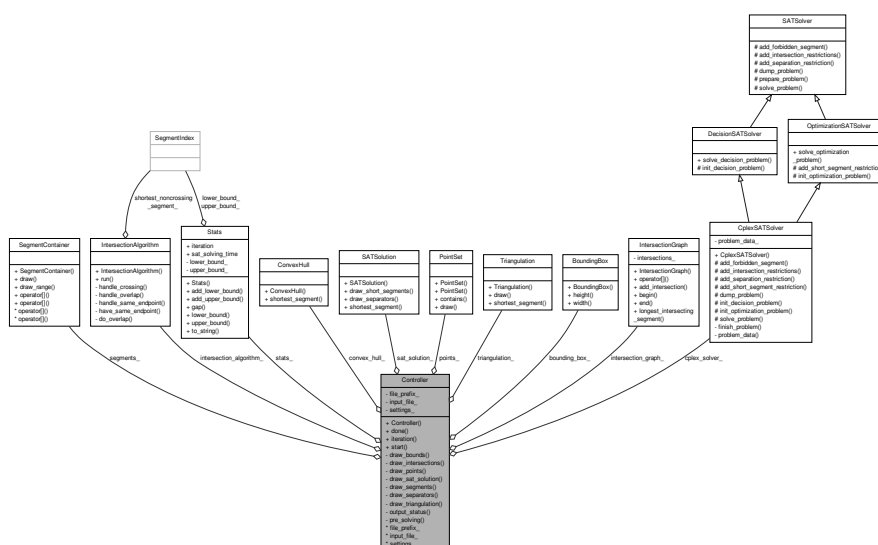 SATSolver
# add_forbidden_segment()
# add_intersection_restrictions()
# add_separation_restriction()
# dump_problem()
# prepare_problem()
# solve_problem()
DecisionSATSolver
+ solve_decision_problem()
# init_decision_problem()
OptimizationSATSolver
+ solve_optimization
_problem()
# add_short_segment_restrictio
# init_optimization_problem()
SegmentIndex
shortest_noncrossing
_segment_
lower_bound_
upper_bound_
SegmentContainer
+ SegmentContainer()
+ draw()
+ draw_range()
+ operator[]()
+ operator[]()
* operator[]()
* operator[]()
IntersectionAlgorithm
+ IntersectionAlgorithm()
+ run()
- handle_crossing()
- handle_overlap()
- handle_same_endpoint()
- have_same_endpoint()
- do_overlap()
Stats
+ iteration
+ sat_solving_time
- lower_bound_
- upper_bound_
+ Stats()
+ add_lower_bound()
+ add_upper_bound()
+ gap()
+ lower_bound()
+ upper_bound()
+ to_string()
ConvexHull
+ ConvexHull()
+ shortest_segment()
SATSolution
+ SATSolution()
+ draw_short_segments()
+ draw_separators()
+ shortest_segment()
PointSet
+ PointSet()
+ PointSet()
+ contains()
+ draw()
Triangulation
+ Triangulation()
+ draw()
+ shortest_segment()
BoundingBox
+ BoundingBox()
+ height()
+ width()
IntersectionGraph
- intersections_
+ IntersectionGraph()
+ operator[]()
+ add_intersection()
+ begin()
+ end()
+ longest_intersecting
_segment()
CplexSATSolver
- problem_data_
+ CplexSATSolver()
# add_forbidden_segment()
# add_intersection_restrictions()
# add_separation_restriction()
# add_short_segment_restriction()
# dump_problem()
# init_decision_problem()
# init_optimization_problem()
# solve_problem()
- finish_problem()
- problem_data()
segments_
intersection_algorithm_
stats_
convex_hull_
sat_solution_
points_
triangulation_
bounding_box_
intersection_graph_
cplex_solver_
Controller
- file_prefix_
- input_file_
- settings_
+ Controller()
+ done()
+ iteration()
+ start()
- draw_bounds()
- draw_intersections()
- draw_points()
- draw_sat_solution()
- draw_segments()
- draw_separators()
- draw_triangulation()
- output_status()
- pre_solving()
* file_prefix_
* input_file_
* settings_